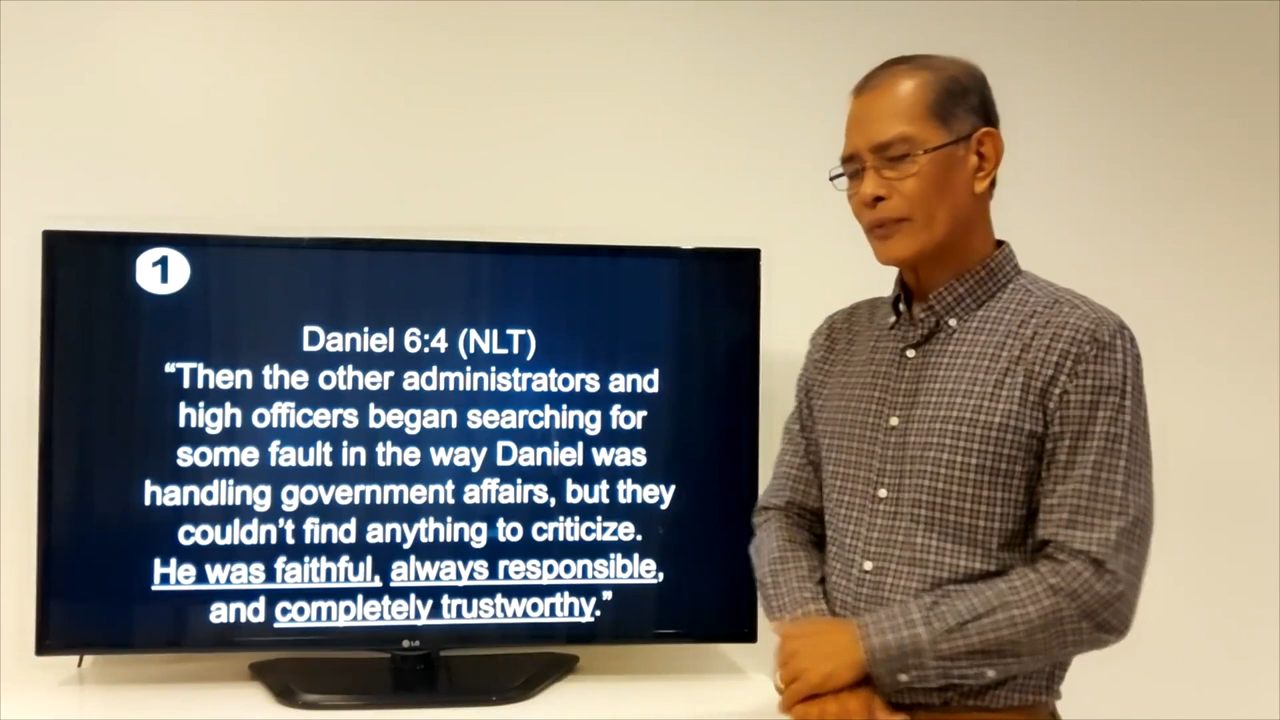 1
Daniel 6:4 (NLT)
“Then the other administrators and
high officers began searching for
some fault in the way Daniel was
handling government affairs, but they
couldn’t find anything to criticize.
He was faithful, always responsible,
and completely trustworthy.”
LG